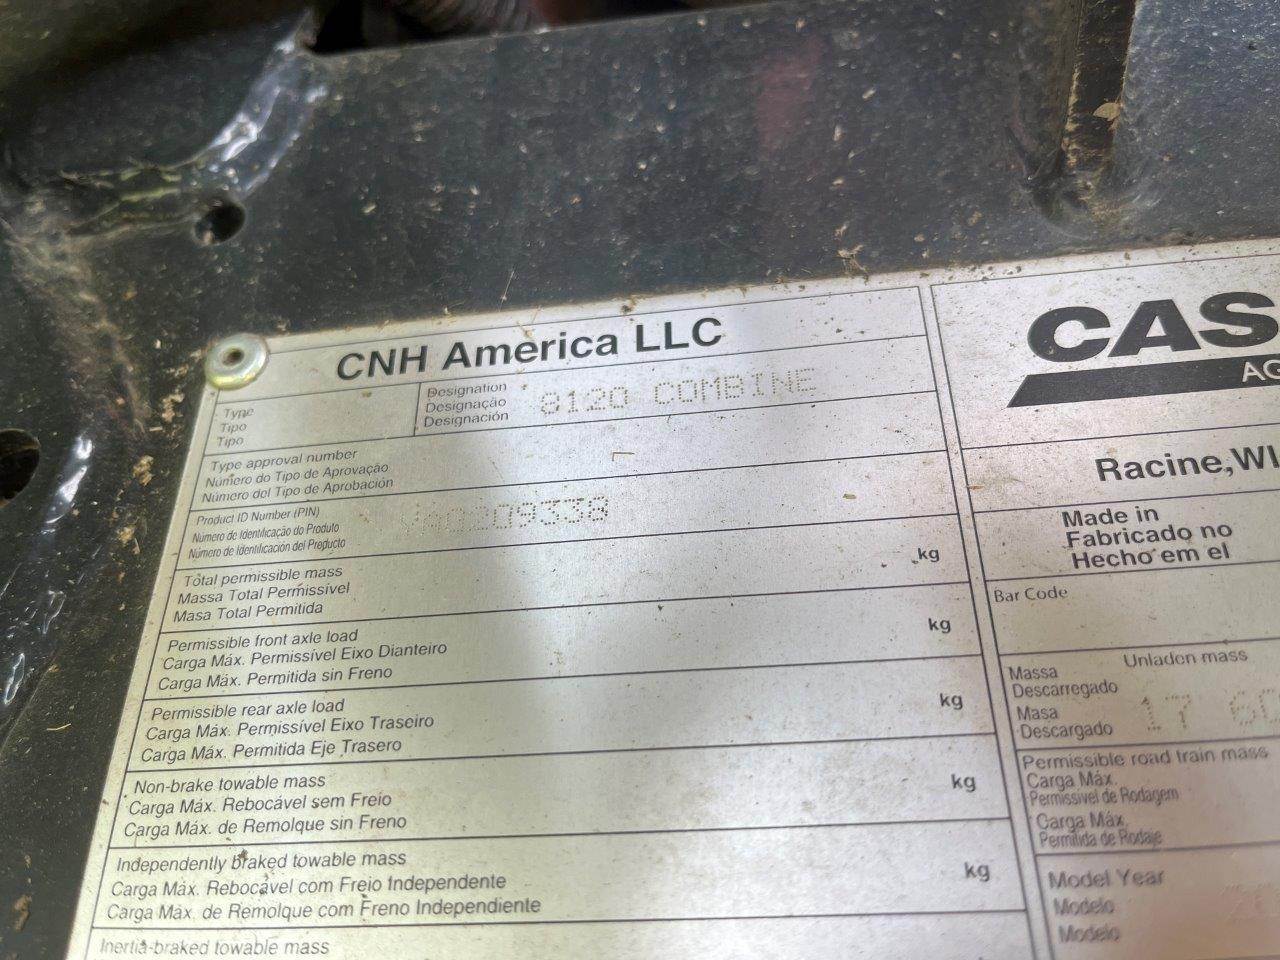 CNH America LLC
Type
Tipo
Tipo
Designation
Designação
Designación
8120 COMBINE
Type approval number
Número do Tipo de Aprovação
Número del Tipo de Aprobación
Product ID Number (PIN)
Número de Identificação do Produto
Número de Identificación del Preducto
YAG209338
Total permissible mass
Massa Total Permissível
Masa Total Permitida
kg
Permissible front axle load
Carga Máx. Permissível Eixo Dianteiro
Carga Máx. Permitida sin Freno
kg
Permissible rear axle load
Carga Máx. Permissível Eixo Traseiro
Carga Máx. Permitida Eje Trasero
kg
Non-brake towable mass
Carga Máx. Rebocável sem Freio
Carga Máx. de Remolque sin Freno
kg
Independently braked towable mass
Carga Máx. Rebocável com Freio Independente
Carga Máx. de Remolque com Freno Independiente
kg
Inertia-braked towable mass
CAS
AG
Racine,WI
Made in
Fabricado no
Hecho em el
Bar Code
Unladen mass
Massa
Descarregado
Masa
Descargado
17 60
Permissible road train mass
Carga Máx.
Permissivel de Rodagem
Carga Máx.
Permitida de Rodaje
Model Year
Modelo
Modelo